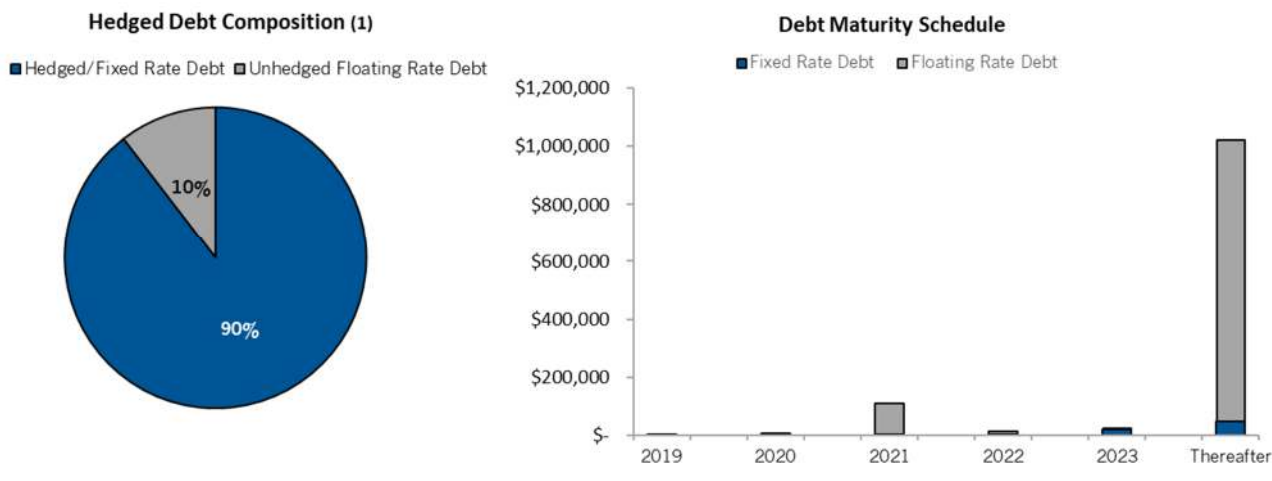 Hedged Debt Composition (1)
Hedged/Fixed Rate Debt Unhedged Floating Rate Debt
10%
90%
Debt Maturity Schedule
Fixed Rate Debt Floating Rate Debt
$1,200,000
$1,000,000
$800,000
$600,000
$400,000
$200,000
$-
2019 2020 2021 2022 2023 Thereafter